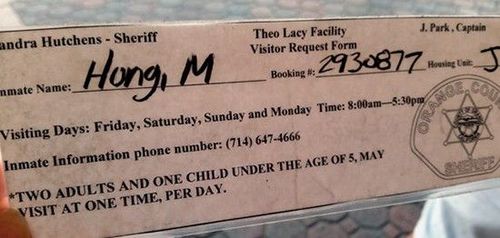 andra Hutchens - Sheriff Theo Lacy Facility J. Park, Captain
Visitor Request Form
nmate Name: Hong, M Booking #: 2930877 Housing Unit: J
Visiting Days: Friday, Saturday, Sunday and Monday Time: 8:00am—5:30pm
Inmate Information phone number: (714) 647-4666
*TWO ADULTS AND ONE CHILD UNDER THE AGE OF 5, MAY
VISIT AT ONE TIME, PER DAY.
ORANGE COU
SHERIFF